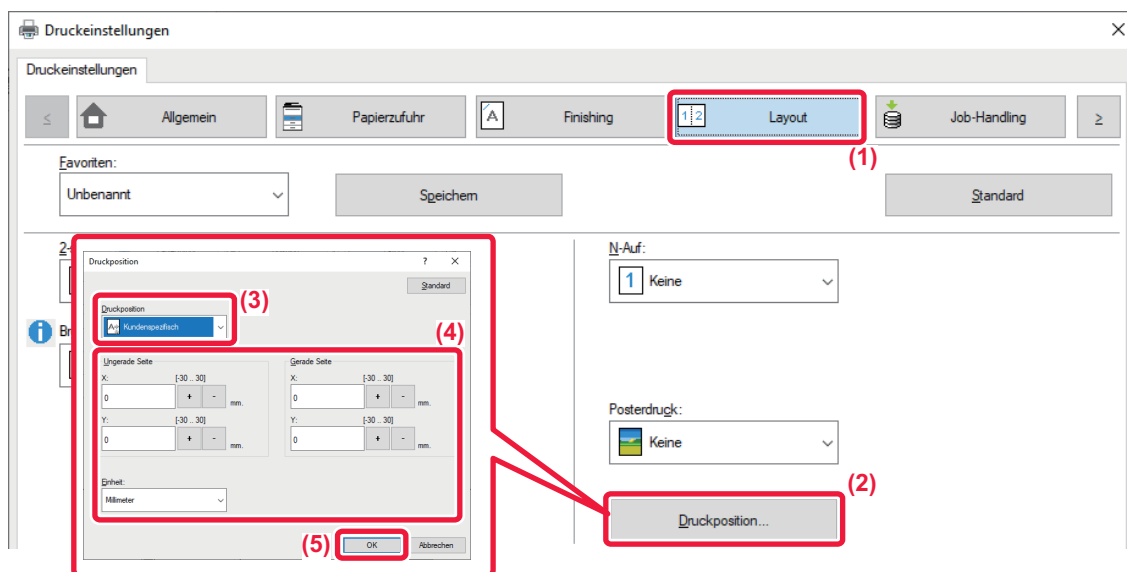 Druckeinstellungen
Druckeinstellungen
< Allgemein Papierzufuhr A Finishing 1 2 Layout Job-Handling >
(1)
Favoriten:
Unbenannt Speichern Standard
2-
N-Auf:
1 Keine
Br
Druckposition ? ×
Standard
(3)
Druckposition
Kundenspezifisch
(4)
Ungerade Seite Gerade Seite
X: [-30 .. 30] X: [-30 .. 30]
0 + - mm. 0 + - mm.
Y: [-30 .. 30] Y: [-30 .. 30]
0 + - mm. 0 + - mm.
Einheit:
Millimeter
(5) OK Abbrechen
Posterdruck:
Keine
(2)
Druckposition...